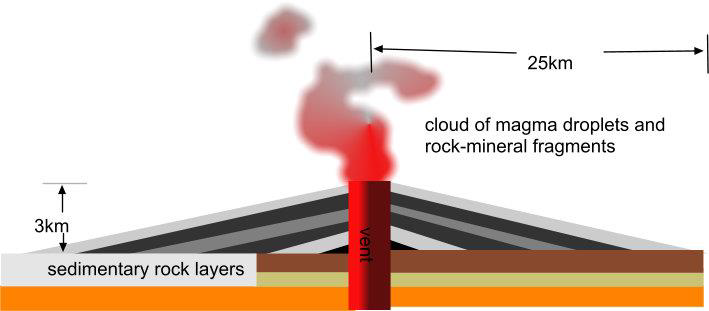 25km
cloud of magma droplets and
rock-mineral fragments
3km
vent
sedimentary rock layers